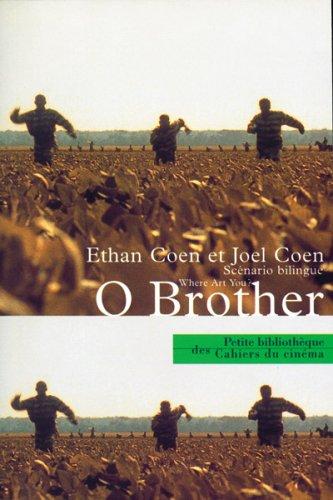 Ethan Coen et Joel Coen
Scénario bilingue
Where Art You?
O Brother
Petite bibliothèque
des Cahiers du cinéma